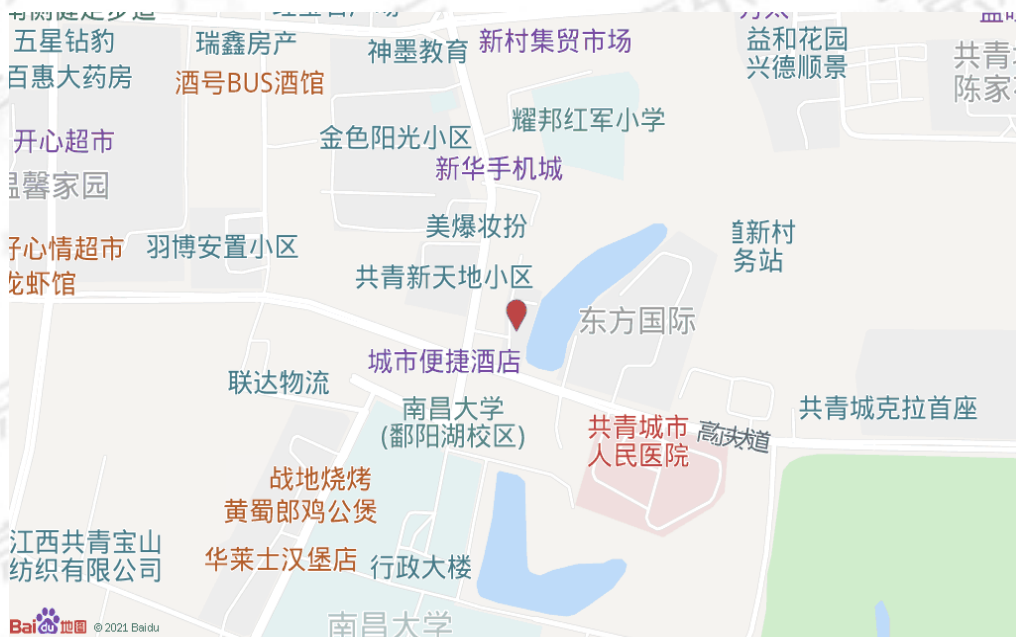 五星钻豹
瑞鑫房产
神墨教育
新村集贸市场
益和花园
兴德顺景
百惠大药房
酒号BUS酒馆
共青
陈家
耀邦红军小学
金色阳光小区
开心超市
新华手机城
馨家园
美爆妆扮
新村
务站
好心情超市
龙虾馆
羽博安置小区
共青新天地小区
东方国际
城市便捷酒店
联达物流
南昌大学
(鄱阳湖校区)
共青城市
人民医院
大道
共青城克拉首座
战地烧烤
黄蜀郎鸡公煲
江西共青宝山
纺织有限公司
华莱士汉堡店
行政大楼
南昌大学
Bai du 地图
© 2021 Baidu